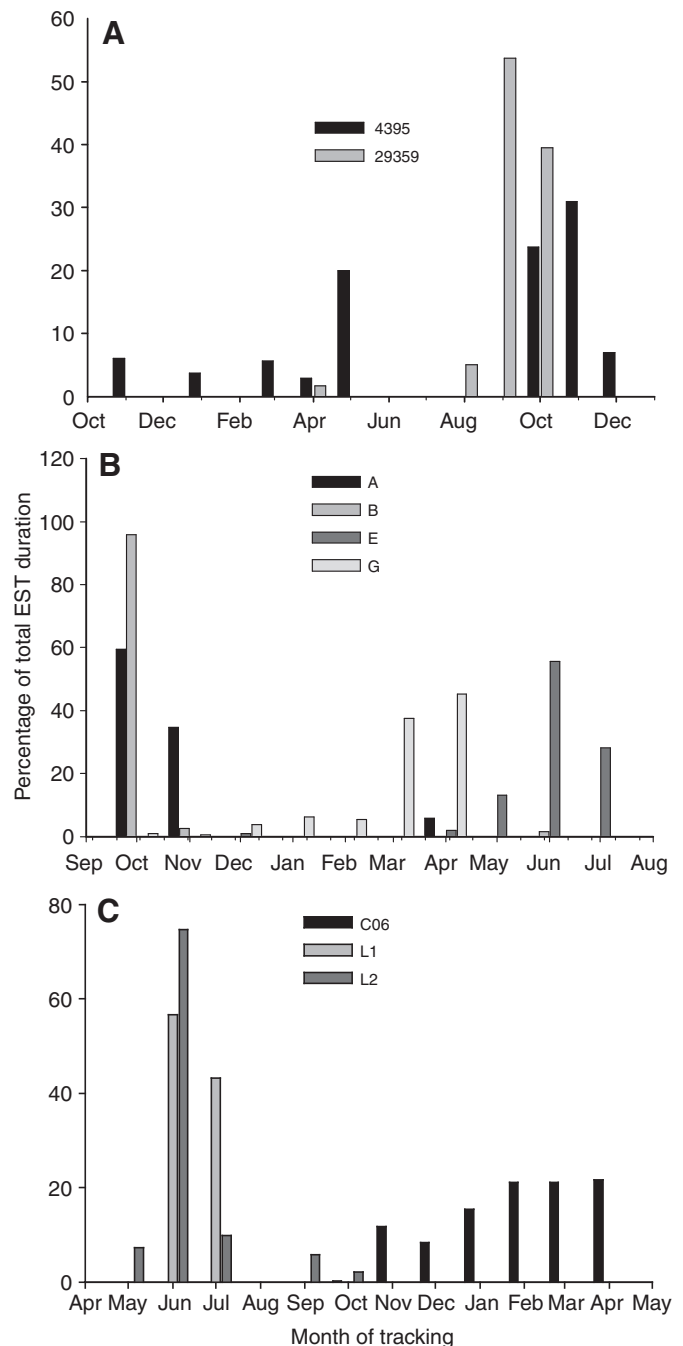 A
60
50
40
30
20
10
0
4395
29359
Oct Dec Feb Apr Jun Aug Oct Dec
B
120
100
80
60
40
20
0
A
B
E
G
Percentage of total EST duration
Sep Oct Nov Dec Jan Feb Mar Apr May Jun Jul Aug
C
80
60
40
20
0
C06
L1
L2
Apr May Jun Jul Aug Sep Oct Nov Dec Jan Feb Mar Apr May
Month of tracking